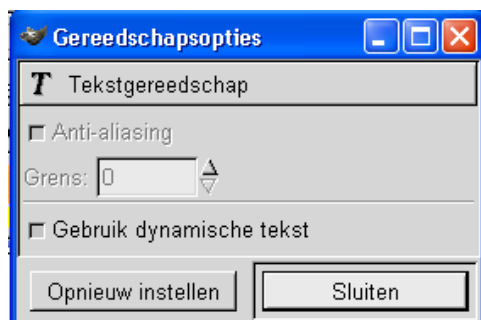 Gereedschapsopties
T Tekstgereedschap
Anti-aliasing
Grens: 0
Gebruik dynamische tekst
Opnieuw instellen Sluiten